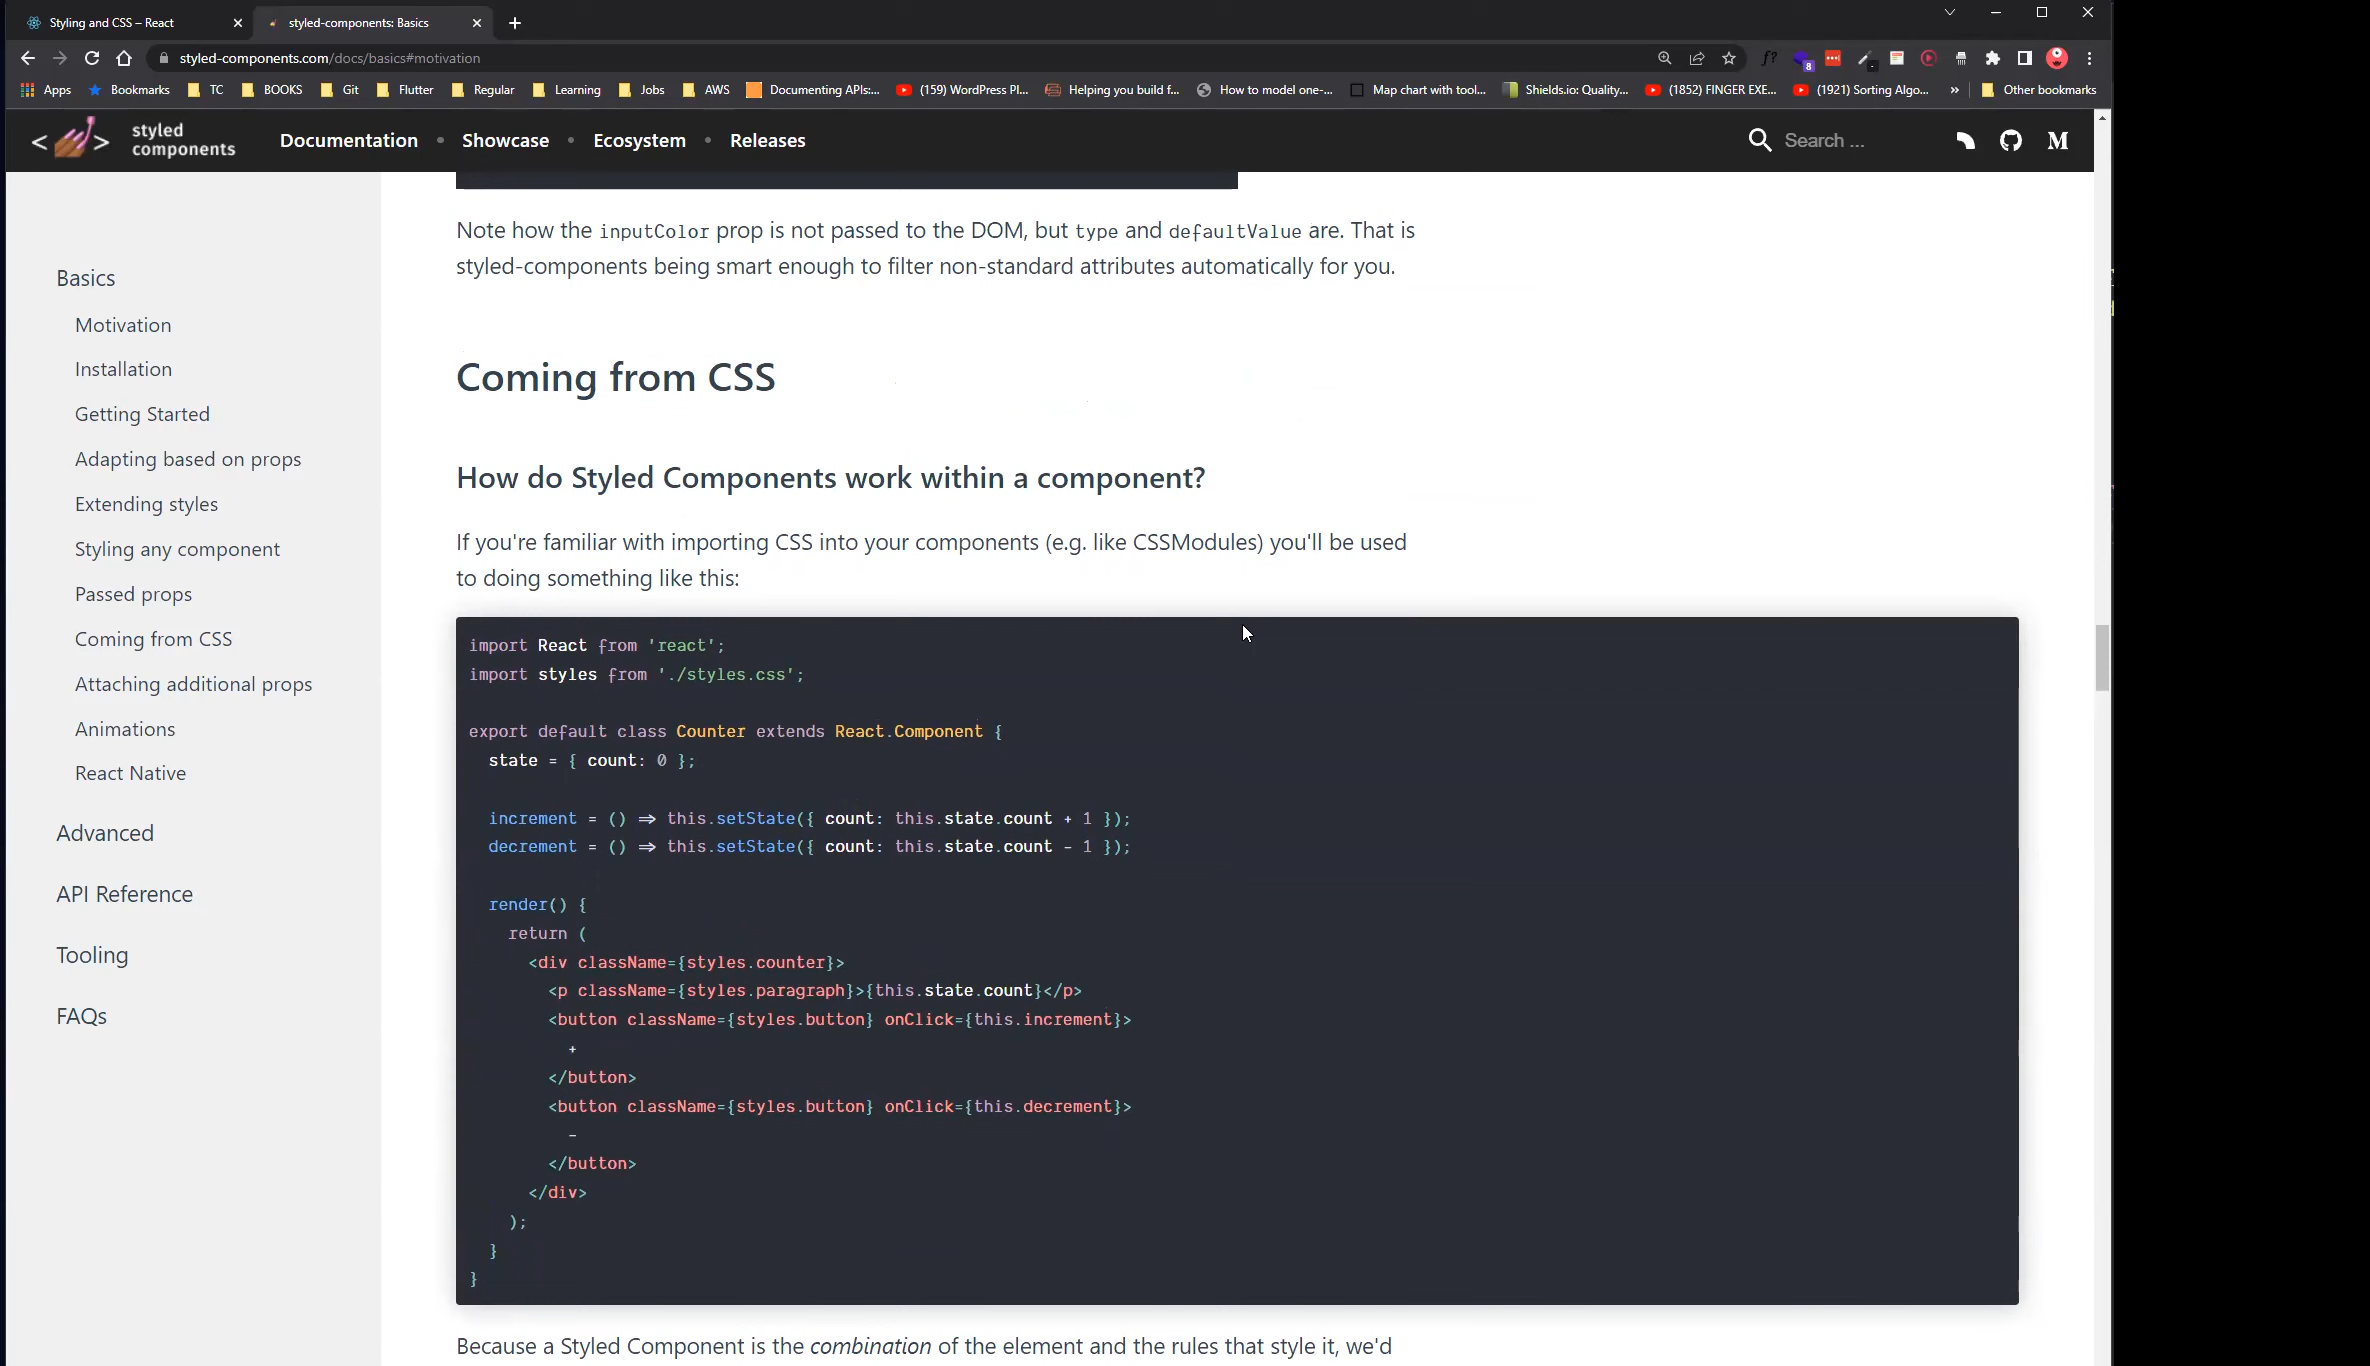 Styling and CSS – React
styled-components: Basics
styled-components.com/docs/basics#motivation
8
Apps
Bookmarks
TC
BOOKS
Git
Flutter
Regular
Learning
Jobs
AWS
Documenting APIs:...
(159) WordPress Pl...
Helping you build f...
How to model one-...
Map chart with tool...
Shields.io: Quality...
(1852) FINGER EXE...
(1921) Sorting Algo...
»
Other bookmarks
< >
styled
components
Documentation • Showcase • Ecosystem • Releases
Search ...
Basics
Motivation
Installation
Getting Started
Adapting based on props
Extending styles
Styling any component
Passed props
Coming from CSS
Attaching additional props
Animations
React Native
Advanced
API Reference
Tooling
FAQs
Note how the inputColor prop is not passed to the DOM, but type and defaultValue are. That is
styled-components being smart enough to filter non-standard attributes automatically for you.
Coming from CSS
How do Styled Components work within a component?
If you're familiar with importing CSS into your components (e.g. like CSSModules) you'll be used
to doing something like this:
import React from 'react';
import styles from './styles.css';
export default class Counter extends React.Component {
state = { count: 0 };
increment = () => this.setState({ count: this.state.count + 1 });
decrement = () => this.setState({ count: this.state.count - 1 });
render() {
return (
<div className={styles.counter}>
<p className={styles.paragraph}>{this.state.count}</p>
<button className={styles.button} onClick={this.increment}>
+
</button>
<button className={styles.button} onClick={this.decrement}>
-
</button>
</div>
);
}
}
Because a Styled Component is the combination of the element and the rules that style it, we'd